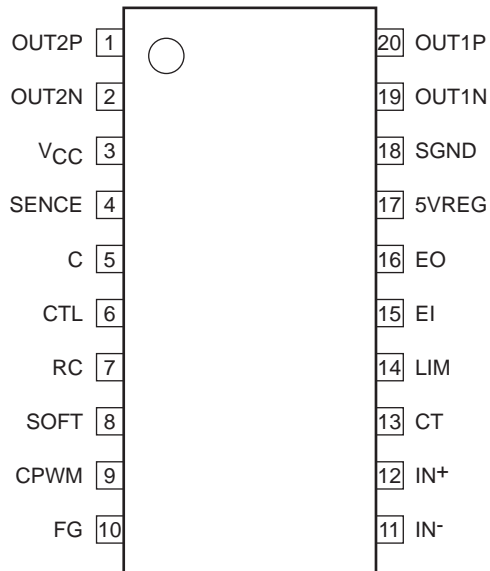 OUT2P 1 20 OUT1P
OUT2N 2 19 OUT1N
VCC 3 18 SGND
SENCE 4 17 5VREG
C 5 16 EO
CTL 6 15 EI
RC 7 14 LIM
SOFT 8 13 CT
CPWM 9 12 IN+
FG 10 11 IN-